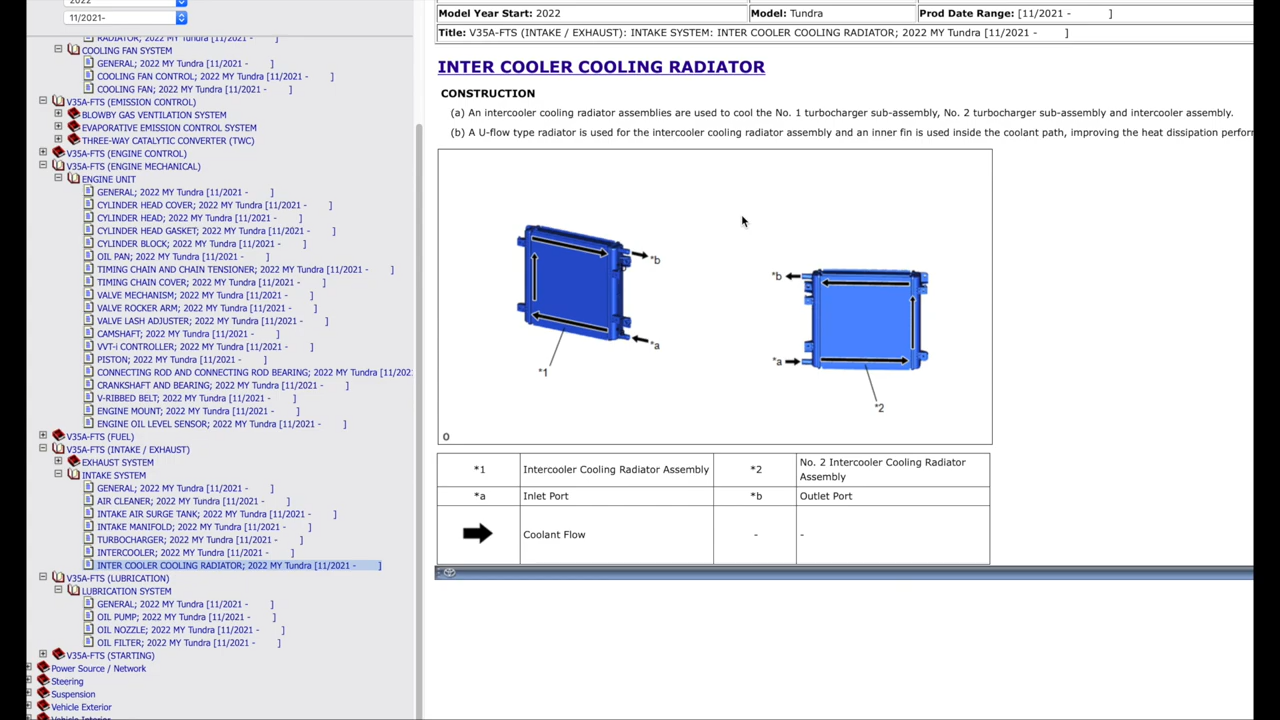 2022
11/2021-
RADIATOR; 2022 MY Tundra [11/2021 - ]
COOLING FAN SYSTEM
GENERAL; 2022 MY Tundra [11/2021 - ]
COOLING FAN CONTROL; 2022 MY Tundra [11/2021 - ]
COOLING FAN; 2022 MY Tundra [11/2021 - ]
V35A-FTS (EMISSION CONTROL)
BLOWBY GAS VENTILATION SYSTEM
EVAPORATIVE EMISSION CONTROL SYSTEM
THREE-WAY CATALYTIC CONVERTER (TWC)
V35A-FTS (ENGINE CONTROL)
V35A-FTS (ENGINE MECHANICAL)
ENGINE UNIT
GENERAL; 2022 MY Tundra [11/2021 - ]
CYLINDER HEAD COVER; 2022 MY Tundra [11/2021 - ]
CYLINDER HEAD; 2022 MY Tundra [11/2021 - ]
CYLINDER HEAD GASKET; 2022 MY Tundra [11/2021 - ]
CYLINDER BLOCK; 2022 MY Tundra [11/2021 - ]
OIL PAN; 2022 MY Tundra [11/2021 - ]
TIMING CHAIN AND CHAIN TENSIONER; 2022 MY Tundra [11/2021 - ]
TIMING CHAIN COVER; 2022 MY Tundra [11/2021 - ]
VALVE MECHANISM; 2022 MY Tundra [11/2021 - ]
VALVE ROCKER ARM; 2022 MY Tundra [11/2021 - ]
VALVE LASH ADJUSTER; 2022 MY Tundra [11/2021 - ]
CAMSHAFT; 2022 MY Tundra [11/2021 - ]
VVT-i CONTROLLER; 2022 MY Tundra [11/2021 - ]
PISTON; 2022 MY Tundra [11/2021 - ]
CONNECTING ROD AND CONNECTING ROD BEARING; 2022 MY Tundra [11/202
CRANKSHAFT AND BEARING; 2022 MY Tundra [11/2021 - ]
V-RIBBED BELT; 2022 MY Tundra [11/2021 - ]
ENGINE MOUNT; 2022 MY Tundra [11/2021 - ]
ENGINE OIL LEVEL SENSOR; 2022 MY Tundra [11/2021 - ]
V35A-FTS (FUEL)
V35A-FTS (INTAKE / EXHAUST)
EXHAUST SYSTEM
INTAKE SYSTEM
GENERAL; 2022 MY Tundra [11/2021 - ]
AIR CLEANER; 2022 MY Tundra [11/2021 - ]
INTAKE AIR SURGE TANK; 2022 MY Tundra [11/2021 - ]
INTAKE MANIFOLD; 2022 MY Tundra [11/2021 - ]
TURBOCHARGER; 2022 MY Tundra [11/2021 - ]
INTERCOOLER; 2022 MY Tundra [11/2021 - ]
INTER COOLER COOLING RADIATOR; 2022 MY Tundra [11/2021 - ]
V35A-FTS (LUBRICATION)
LUBRICATION SYSTEM
GENERAL; 2022 MY Tundra [11/2021 - ]
OIL PUMP; 2022 MY Tundra [11/2021 - ]
OIL NOZZLE; 2022 MY Tundra [11/2021 - ]
OIL FILTER; 2022 MY Tundra [11/2021 - ]
V35A-FTS (STARTING)
Power Source / Network
Steering
Suspension
Vehicle Exterior
Vehicle Interior
Model Year Start: 2022 Model: Tundra Prod Date Range: [11/2021 - ]
Title: V35A-FTS (INTAKE / EXHAUST): INTAKE SYSTEM: INTER COOLER COOLING RADIATOR; 2022 MY Tundra [11/2021 - ]
INTER COOLER COOLING RADIATOR
CONSTRUCTION
(a) An intercooler cooling radiator assemblies are used to cool the No. 1 turbocharger sub-assembly, No. 2 turbocharger sub-assembly and intercooler assembly.
(b) A U-flow type radiator is used for the intercooler cooling radiator assembly and an inner fin is used inside the coolant path, improving the heat dissipation perfor
*b
*b
*a
*a
*1
*2
O
*1 Intercooler Cooling Radiator Assembly *2 No. 2 Intercooler Cooling Radiator
Assembly
*a Inlet Port *b Outlet Port
Coolant Flow - -